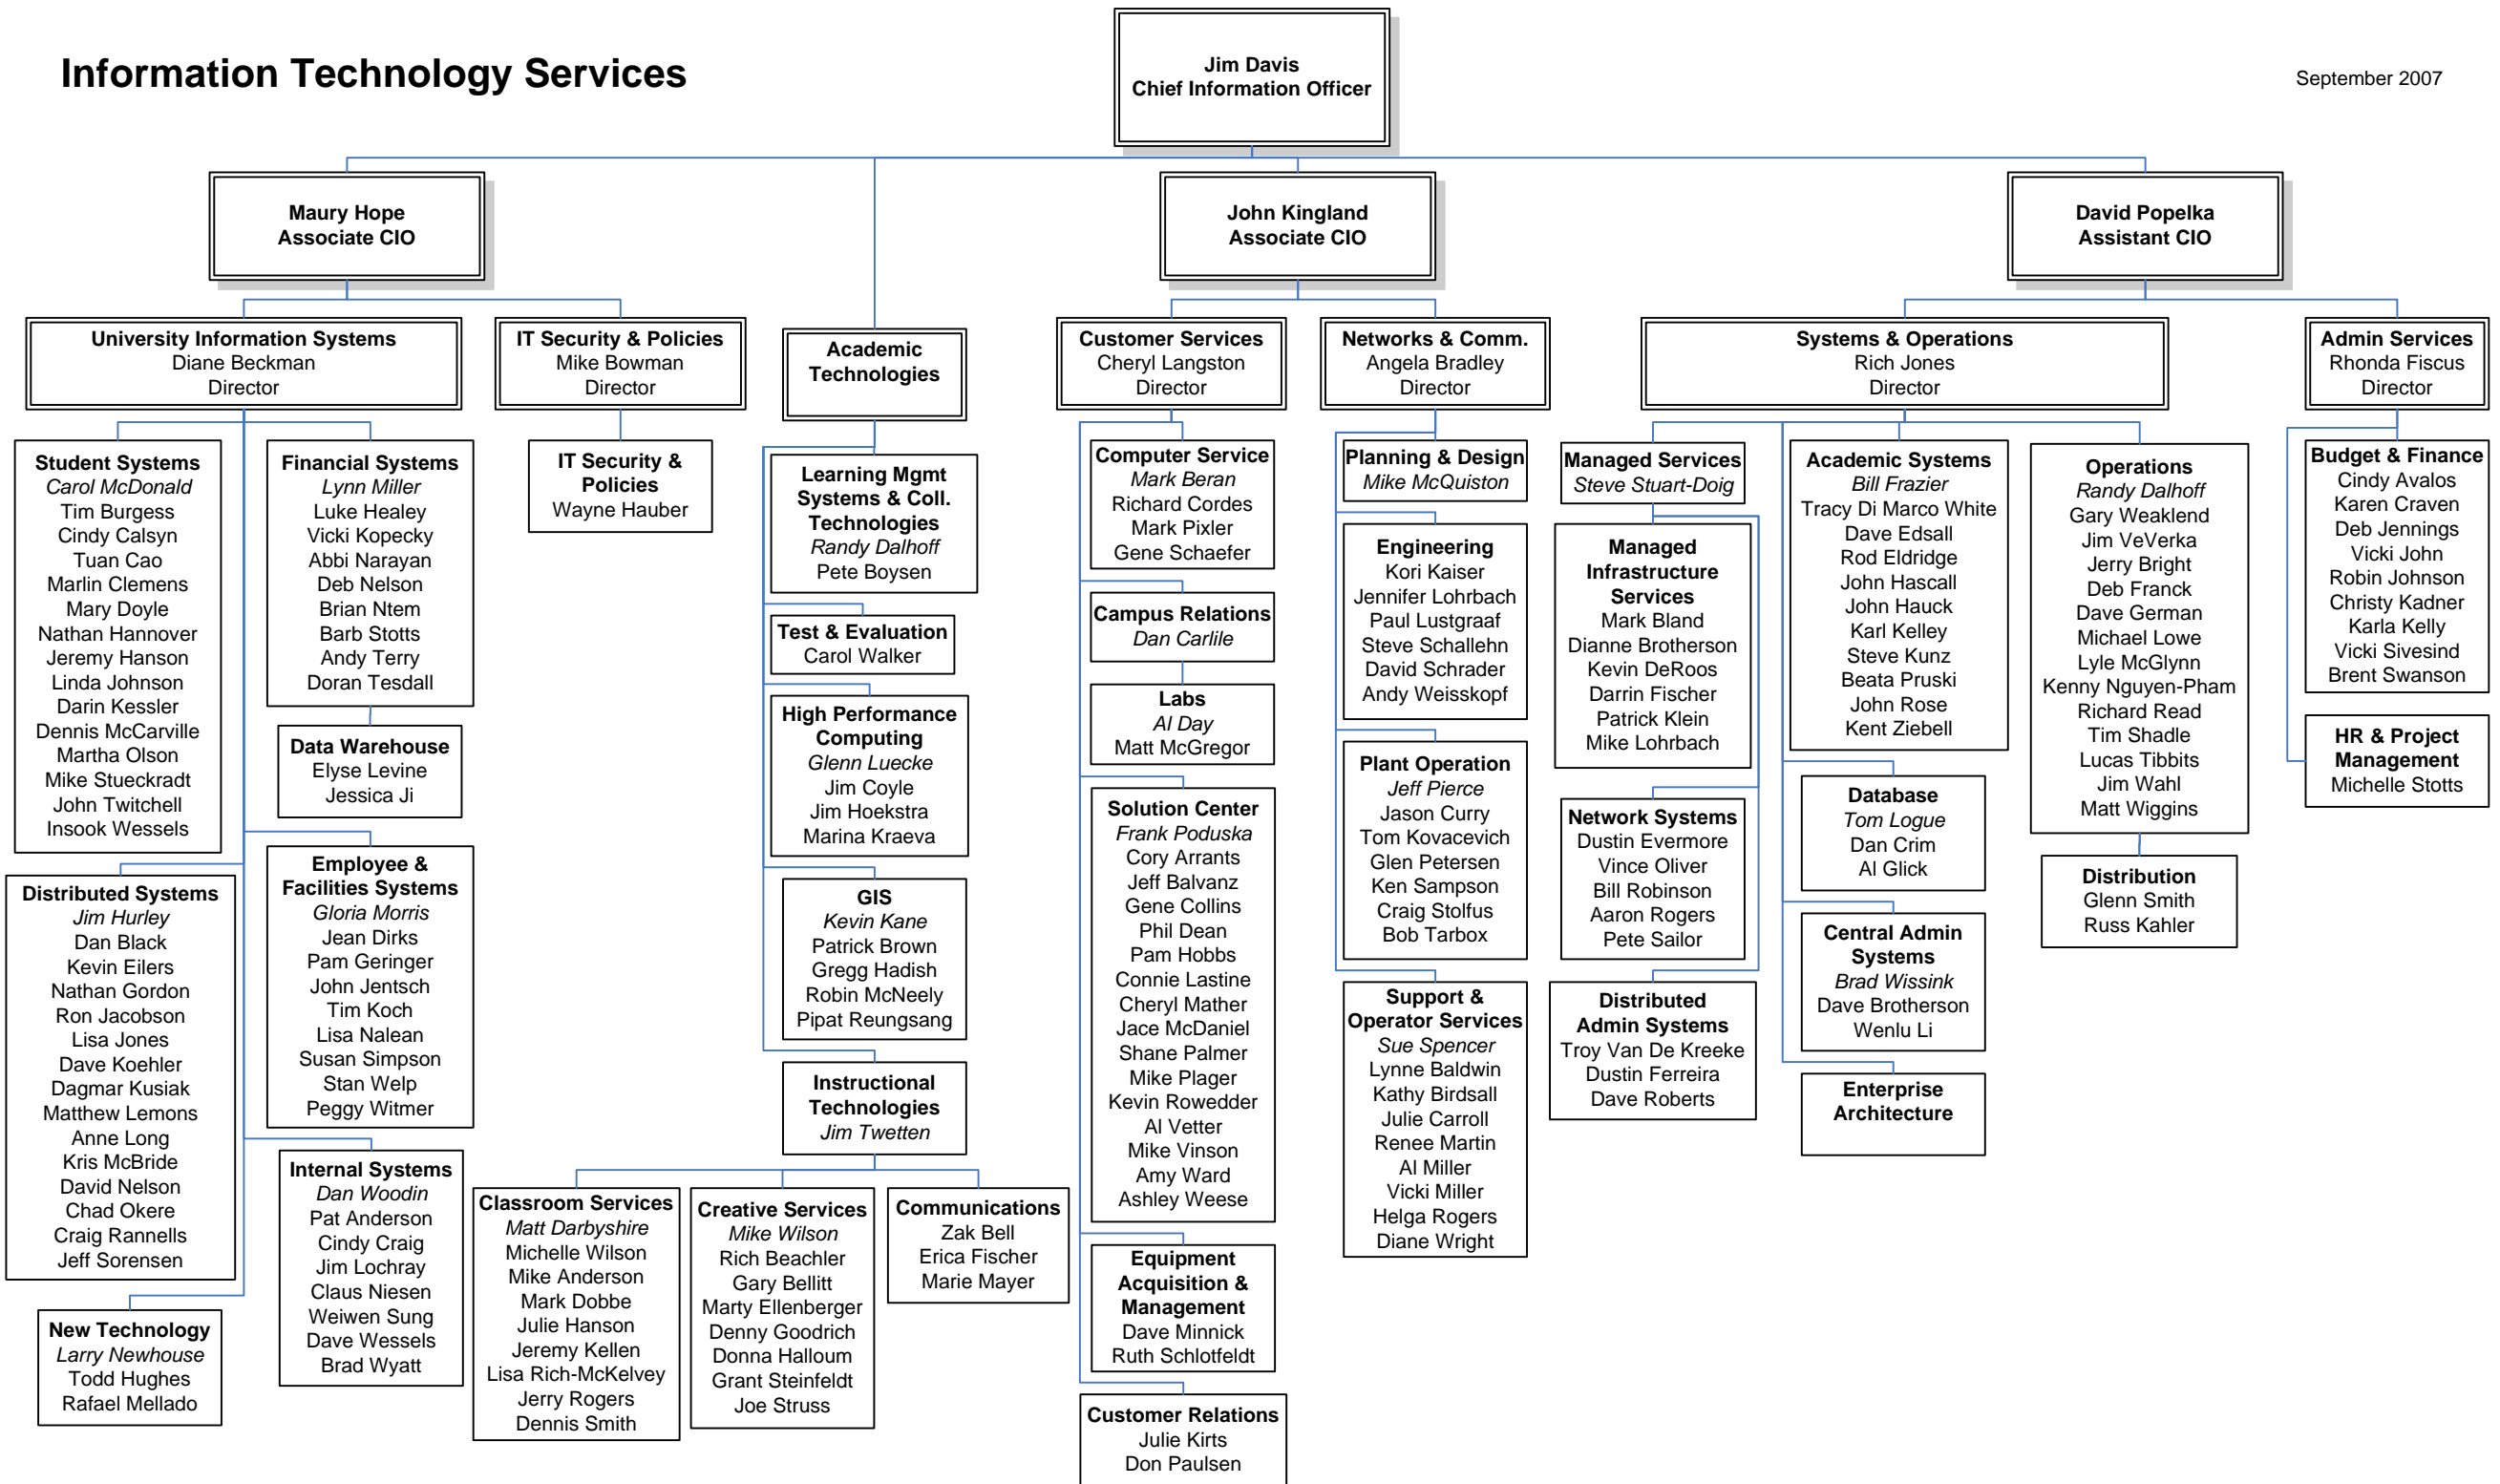 Information Technology Services
September 2007
Jim Davis
Chief Information Officer
Maury Hope
Associate CIO
John Kingland
Associate CIO
David Popelka
Assistant CIO
University Information Systems
Diane Beckman
Director
IT Security & Policies
Mike Bowman
Director
Academic
Technologies
Customer Services
Cheryl Langston
Director
Networks & Comm.
Angela Bradley
Director
Systems & Operations
Rich Jones
Director
Admin Services
Rhonda Fiscus
Director
Student Systems
Carol McDonald
Tim Burgess
Cindy Calsyn
Tuan Cao
Marlin Clemens
Mary Doyle
Nathan Hannover
Jeremy Hanson
Linda Johnson
Darin Kessler
Dennis McCarville
Martha Olson
Mike Stueckradt
John Twitchell
Insook Wessels
Distributed Systems
Jim Hurley
Dan Black
Kevin Eilers
Nathan Gordon
Ron Jacobson
Lisa Jones
Dave Koehler
Dagmar Kusiak
Matthew Lemons
Anne Long
Kris McBride
David Nelson
Chad Okere
Craig Rannells
Jeff Sorensen
New Technology
Larry Newhouse
Todd Hughes
Rafael Mellado
Financial Systems
Lynn Miller
Luke Healey
Vicki Kopecky
Abbi Narayan
Deb Nelson
Brian Ntem
Barb Stotts
Andy Terry
Doran Tesdall
Data Warehouse
Elyse Levine
Jessica Ji
Employee &
Facilities Systems
Gloria Morris
Jean Dirks
Pam Geringer
John Jentsch
Tim Koch
Lisa Nalean
Susan Simpson
Stan Welp
Peggy Witmer
Internal Systems
Dan Woodin
Pat Anderson
Cindy Craig
Jim Lochray
Claus Niesen
Weiwen Sung
Dave Wessels
Brad Wyatt
IT Security &
Policies
Wayne Hauber
Learning Mgmt
Systems & Coll.
Technologies
Randy Dalhoff
Pete Boysen
Test & Evaluation
Carol Walker
High Performance
Computing
Glenn Luecke
Jim Coyle
Jim Hoekstra
Marina Kraeva
GIS
Kevin Kane
Patrick Brown
Gregg Hadish
Robin McNeely
Pipat Reungsang
Instructional
Technologies
Jim Twetten
Classroom Services
Matt Darbyshire
Michelle Wilson
Mike Anderson
Mark Dobbe
Julie Hanson
Jeremy Kellen
Lisa Rich-McKelvey
Jerry Rogers
Dennis Smith
Creative Services
Mike Wilson
Rich Beachler
Gary Bellitt
Marty Ellenberger
Denny Goodrich
Donna Halloum
Grant Steinfeldt
Joe Struss
Communications
Zak Bell
Erica Fischer
Marie Mayer
Computer Service
Mark Beran
Richard Cordes
Mark Pixler
Gene Schaefer
Campus Relations
Dan Carlile
Labs
Al Day
Matt McGregor
Solution Center
Frank Poduska
Cory Arrants
Jeff Balvanz
Gene Collins
Phil Dean
Pam Hobbs
Connie Lastine
Cheryl Mather
Jace McDaniel
Shane Palmer
Mike Plager
Kevin Rowedder
Al Vetter
Mike Vinson
Amy Ward
Ashley Weese
Equipment
Acquisition &
Management
Dave Minnick
Ruth Schlotfeldt
Customer Relations
Julie Kirts
Don Paulsen
Planning & Design
Mike McQuiston
Engineering
Kori Kaiser
Jennifer Lohrbach
Paul Lustgraaf
Steve Schallehn
David Schrader
Andy Weisskopf
Plant Operation
Jeff Pierce
Jason Curry
Tom Kovacevich
Glen Petersen
Ken Sampson
Craig Stolfus
Bob Tarbox
Support &
Operator Services
Sue Spencer
Lynne Baldwin
Kathy Birdsall
Julie Carroll
Renee Martin
Al Miller
Vicki Miller
Helga Rogers
Diane Wright
Managed Services
Steve Stuart-Doig
Managed
Infrastructure
Services
Mark Bland
Dianne Brotherson
Kevin DeRoos
Darrin Fischer
Patrick Klein
Mike Lohrbach
Network Systems
Dustin Evermore
Vince Oliver
Bill Robinson
Aaron Rogers
Pete Sailor
Distributed
Admin Systems
Troy Van De Kreeke
Dustin Ferreira
Dave Roberts
Academic Systems
Bill Frazier
Tracy Di Marco White
Dave Edsall
Rod Eldridge
John Hascall
John Hauck
Karl Kelley
Steve Kunz
Beata Pruski
John Rose
Kent Ziebell
Database
Tom Logue
Dan Crim
Al Glick
Central Admin
Systems
Brad Wissink
Dave Brotherson
Wenlu Li
Enterprise
Architecture
Operations
Randy Dalhoff
Gary Weaklend
Jim VeVerka
Jerry Bright
Deb Franck
Dave German
Michael Lowe
Lyle McGlynn
Kenny Nguyen-Pham
Richard Read
Tim Shadle
Lucas Tibbits
Jim Wahl
Matt Wiggins
Distribution
Glenn Smith
Russ Kahler
Budget & Finance
Cindy Avalos
Karen Craven
Deb Jennings
Vicki John
Robin Johnson
Christy Kadner
Karla Kelly
Vicki Sivesind
Brent Swanson
HR & Project
Management
Michelle Stotts